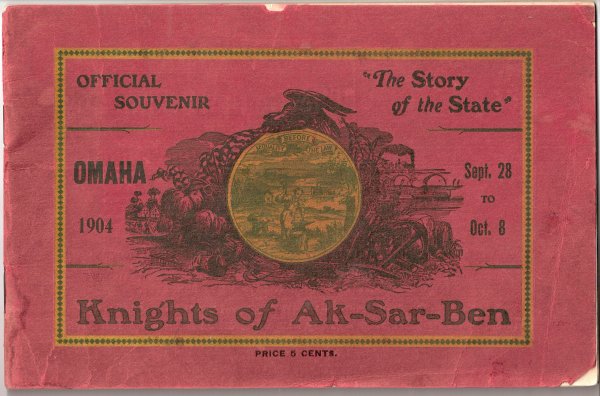 OFFICIAL
SOUVENIR
"The Story
of the State"
OMAHA
1904
Sept. 28
TO
Oct. 8
Knights of Ak-Sar-Ben
PRICE 5 CENTS.